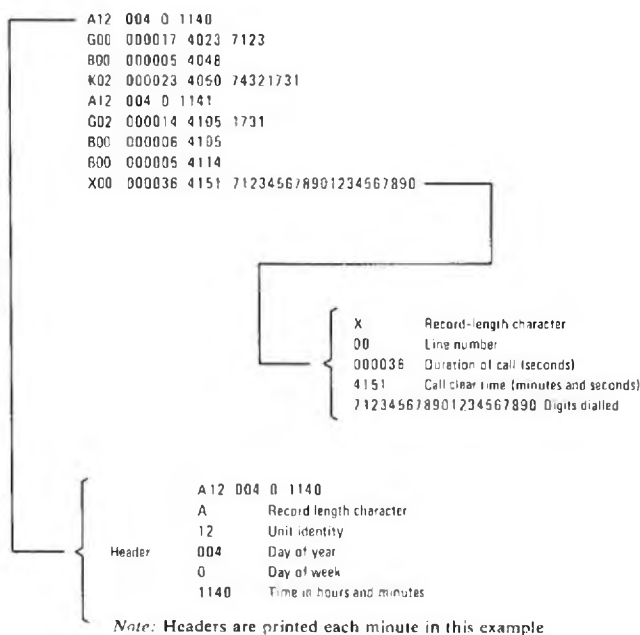 A12 004 0 1140
G00 000017 4023 7123
B00 000005 4048
K02 000023 4050 74321731
A12 004 0 1141
G02 000014 4105 1731
B00 000006 4105
B00 000005 4114
X00 000036 4151 712345678901234567890
X Record-length character
00 Line number
000036 Duration of call (seconds)
4151 Call clear time (minutes and seconds)
712345678901234567890 Digits dialled
A12 004 0 1140
A Record length character
12 Unit identity
Header 004 Day of year
0 Day of week
1140 Time in hours and minutes
Note: Headers are printed each minute in this example